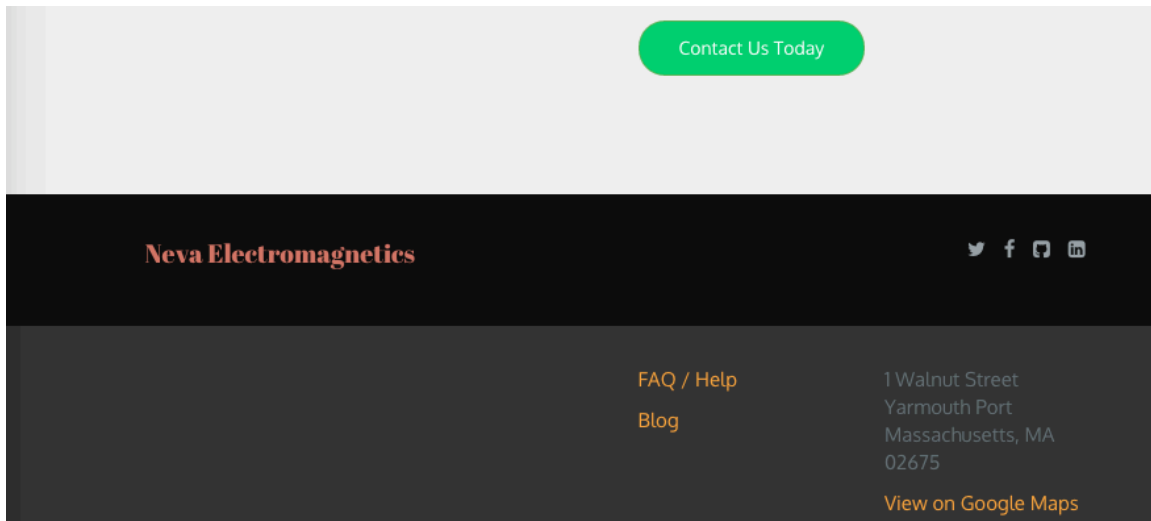 Contact Us Today
Neva Electromagnetics
FAQ / Help
Blog
1 Walnut Street
Yarmouth Port
Massachusetts, MA
02675
View on Google Maps